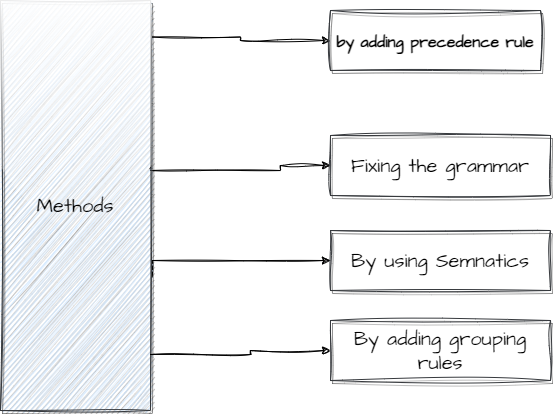 by adding precedence rule
Fixing the grammar
Methods
By using Semnatics
By adding grouping
rules